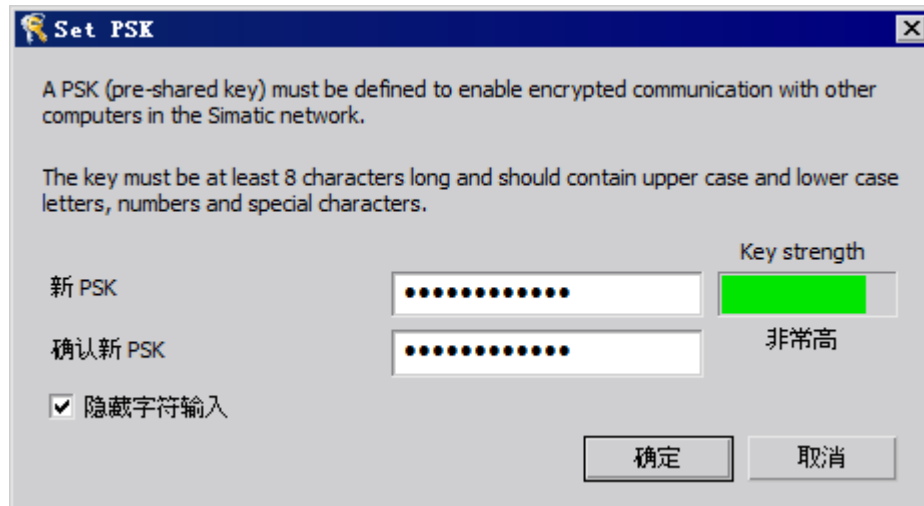 Set PSK
A PSK (pre-shared key) must be defined to enable encrypted communication with other
computers in the Simatic network.
The key must be at least 8 characters long and should contain upper case and lower case
letters, numbers and special characters.
Key strength
新 PSK
••••••••••••
确认新 PSK
••••••••••••
非常高
隐藏字符输入
确定
取消